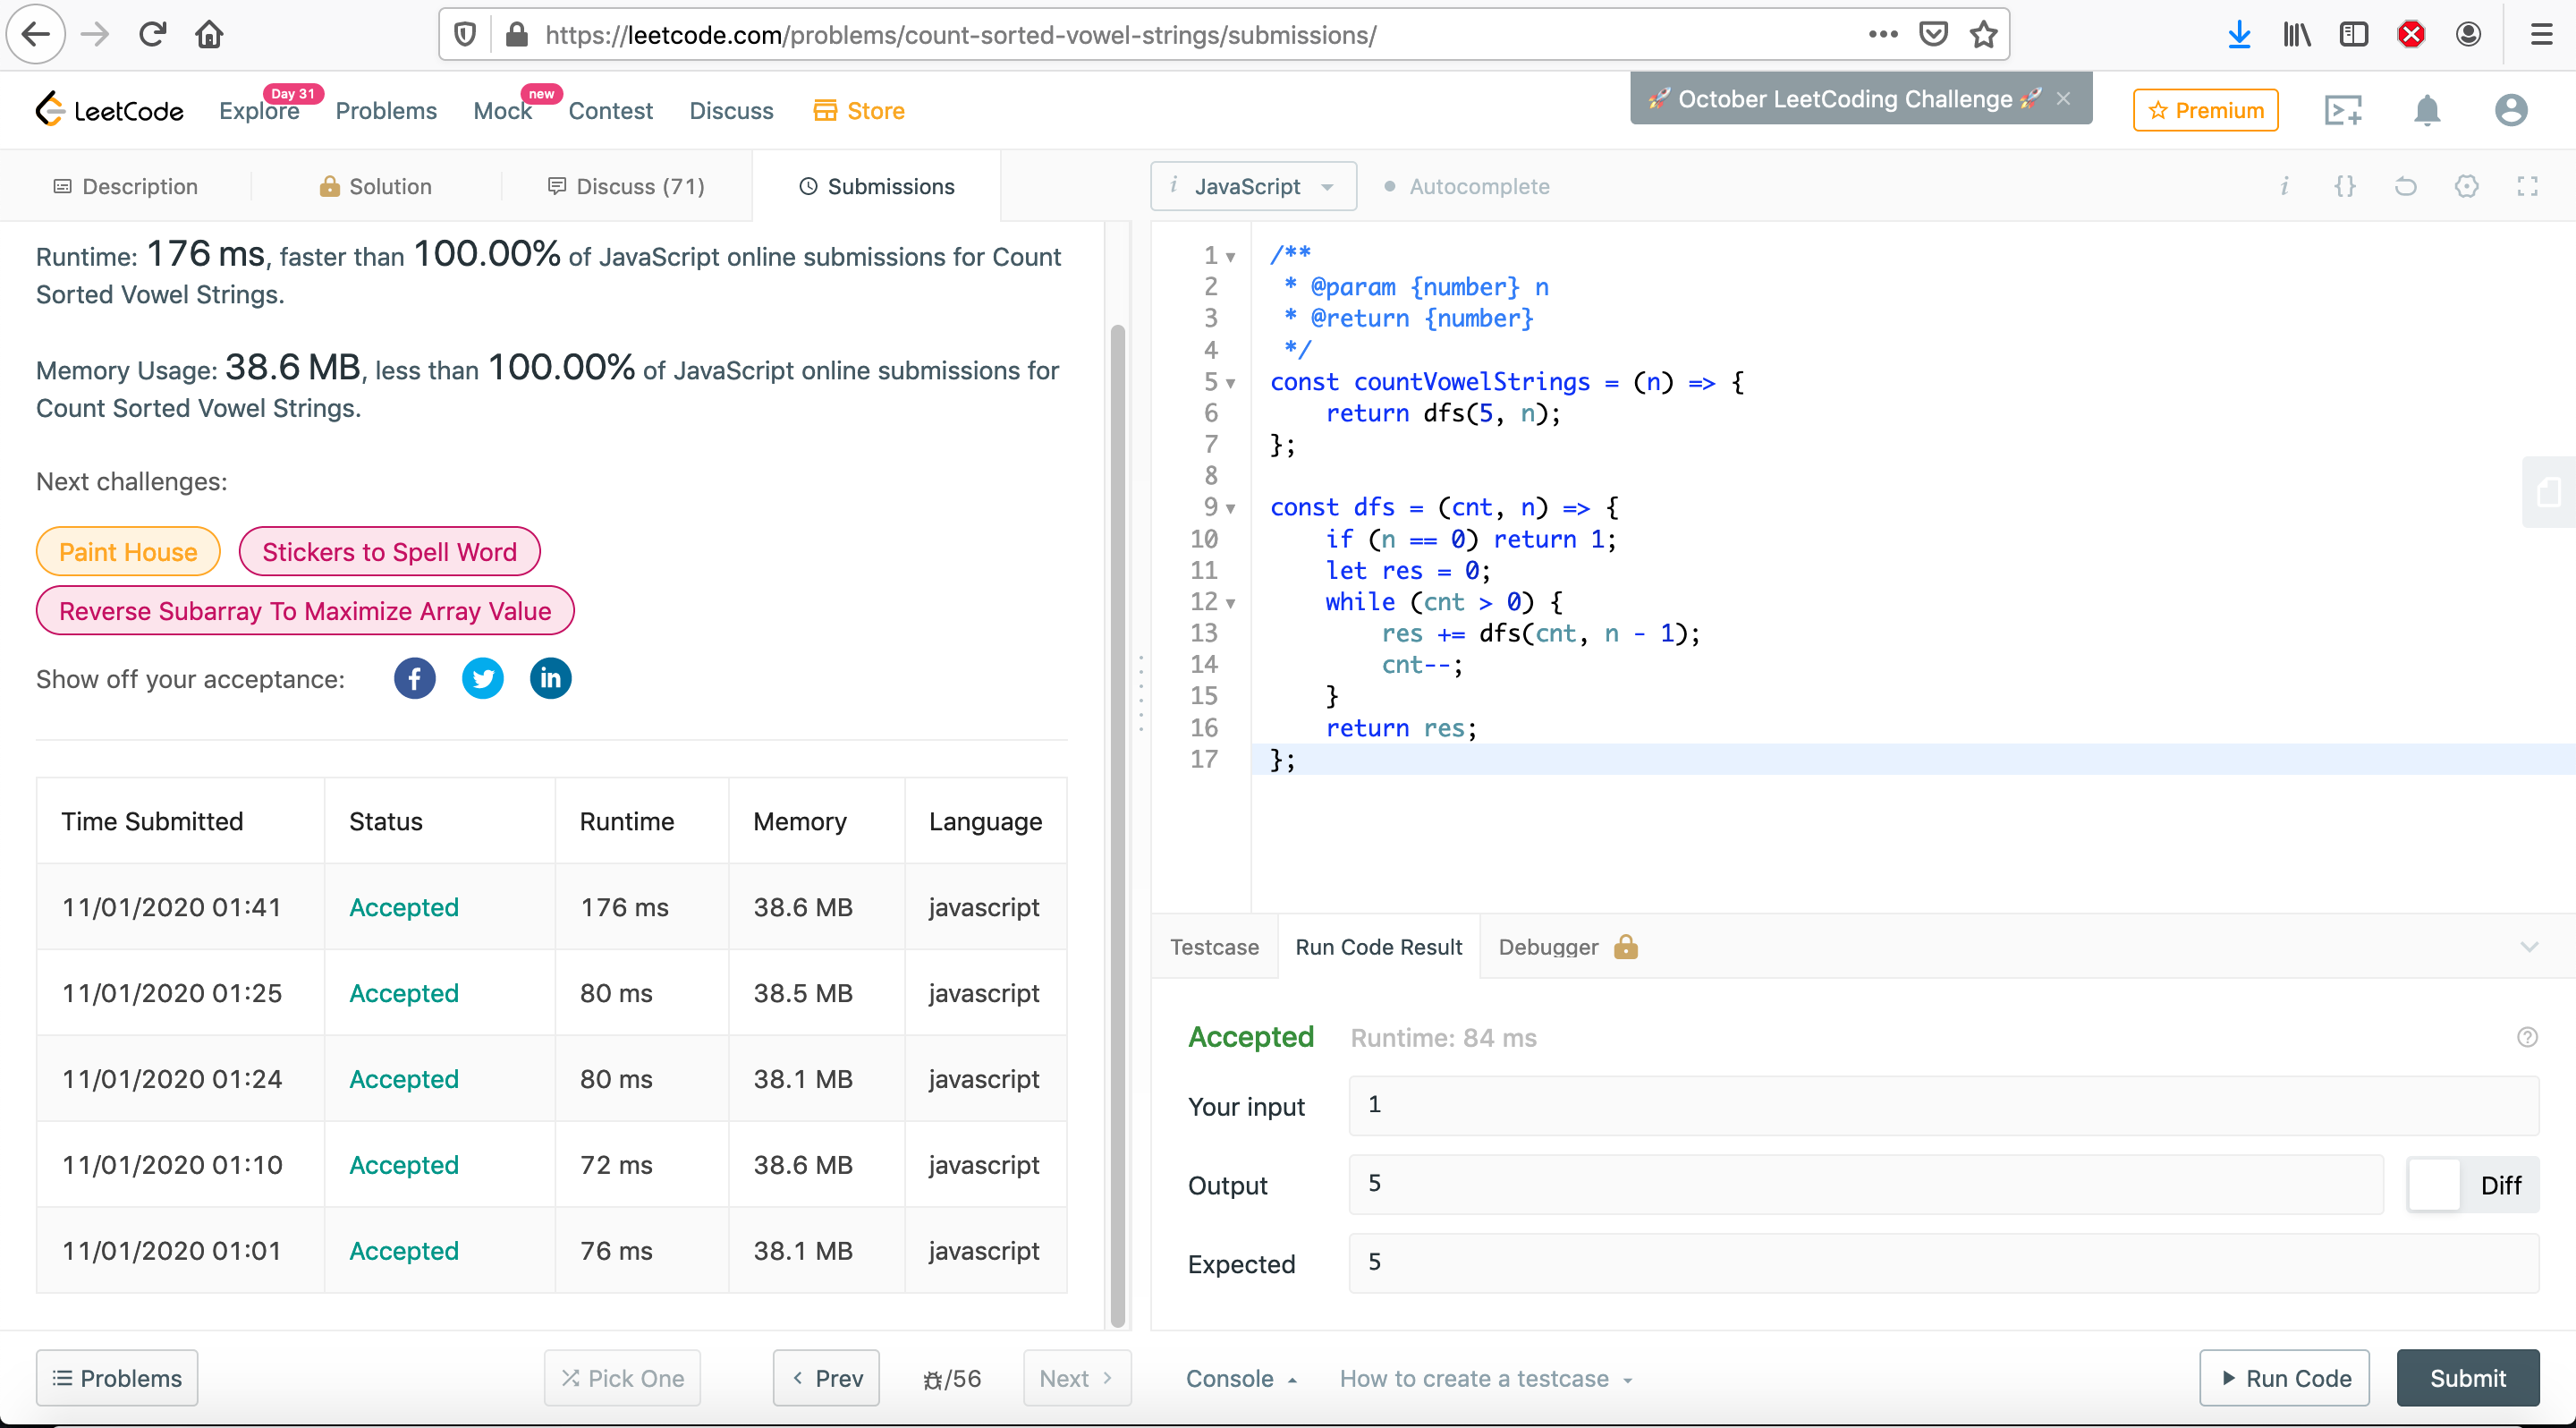 https://leetcode.com/problems/count-sorted-vowel-strings/submissions/
LeetCode
Explore
Day 31
Problems
Mock
new
Contest
Discuss
Store
🚀 October LeetCoding Challenge 🚀 ×
Premium
Description
Solution
Discuss (71)
Submissions
i JavaScript
Autocomplete
i {}
Runtime: 176 ms, faster than 100.00% of JavaScript online submissions for Count
Sorted Vowel Strings.
Memory Usage: 38.6 MB, less than 100.00% of JavaScript online submissions for
Count Sorted Vowel Strings.
Next challenges:
Paint House
Stickers to Spell Word
Reverse Subarray To Maximize Array Value
Show off your acceptance:
f
in
Time Submitted Status Runtime Memory Language
11/01/2020 01:41 Accepted 176 ms 38.6 MB javascript
11/01/2020 01:25 Accepted 80 ms 38.5 MB javascript
11/01/2020 01:24 Accepted 80 ms 38.1 MB javascript
11/01/2020 01:10 Accepted 72 ms 38.6 MB javascript
11/01/2020 01:01 Accepted 76 ms 38.1 MB javascript
1 /**
2  * @param {number} n
3  * @return {number}
4  */
5 const countVowelStrings = (n) => {
6     return dfs(5, n);
7 };
8
9 const dfs = (cnt, n) => {
10     if (n == 0) return 1;
11     let res = 0;
12     while (cnt > 0) {
13         res += dfs(cnt, n - 1);
14         cnt--;
15     }
16     return res;
17 };
Testcase
Run Code Result
Debugger
Accepted Runtime: 84 ms
?
Your input 1
Output 5
Diff
Expected 5
Problems
Pick One
Prev
/56
Next
Console
How to create a testcase
Run Code
Submit